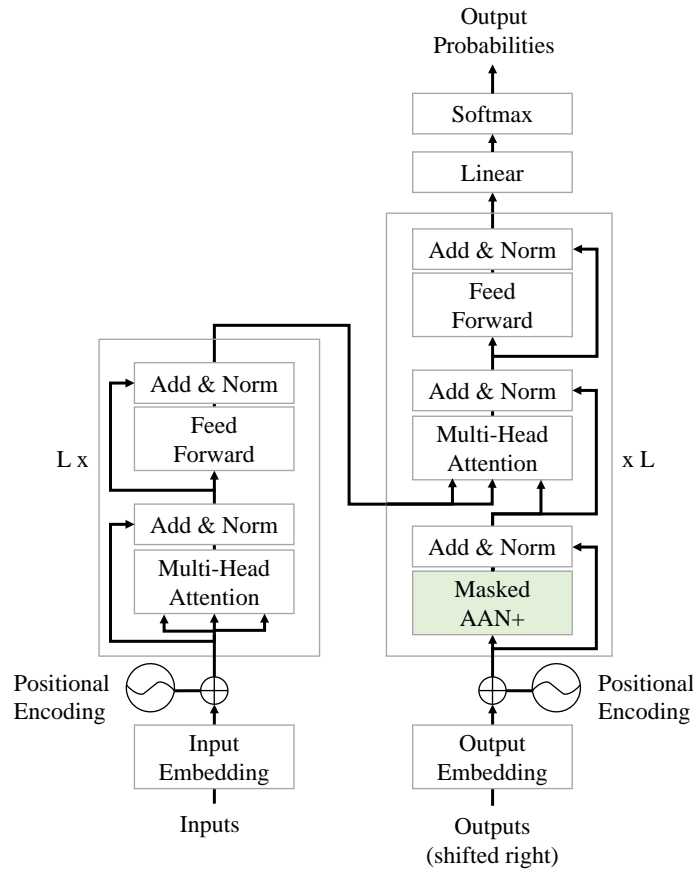 Output
Probabilities
Softmax
Linear
Add & Norm
Feed
Forward
Add & Norm
Multi-Head
Attention
x L
Add & Norm
Masked
AAN+
Positional
Encoding
Output
Embedding
Outputs
(shifted right)
Add & Norm
Feed
Forward
L x
Add & Norm
Multi-Head
Attention
Positional
Encoding
Input
Embedding
Inputs